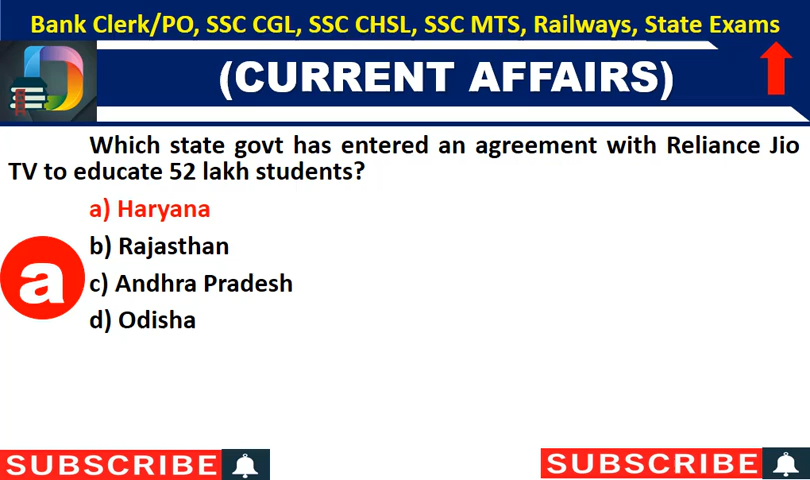 Bank Clerk/PO, SSC CGL, SSC CHSL, SSC MTS, Railways, State Exams
(CURRENT AFFAIRS)
Which state govt has entered an agreement with Reliance Jio
TV to educate 52 lakh students?
a) Haryana
b) Rajasthan
a
c) Andhra Pradesh
d) Odisha
SUBSCRIBE
SUBSCRIBE